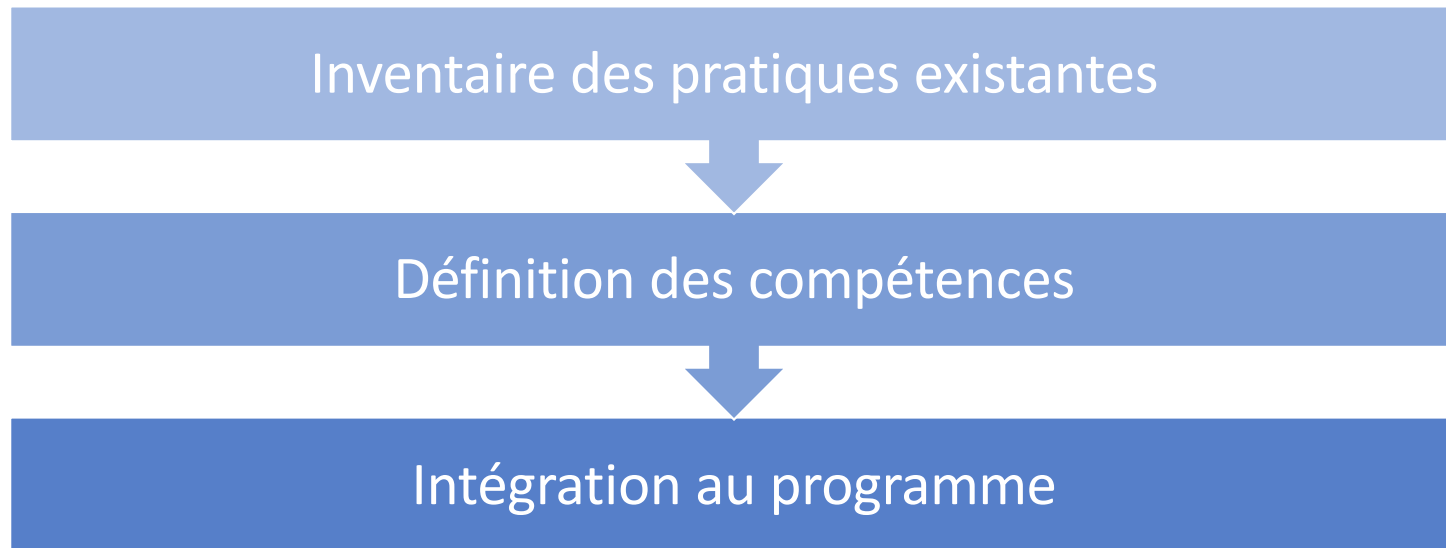 Inventaire des pratiques existantes
Définition des compétences
Intégration au programme